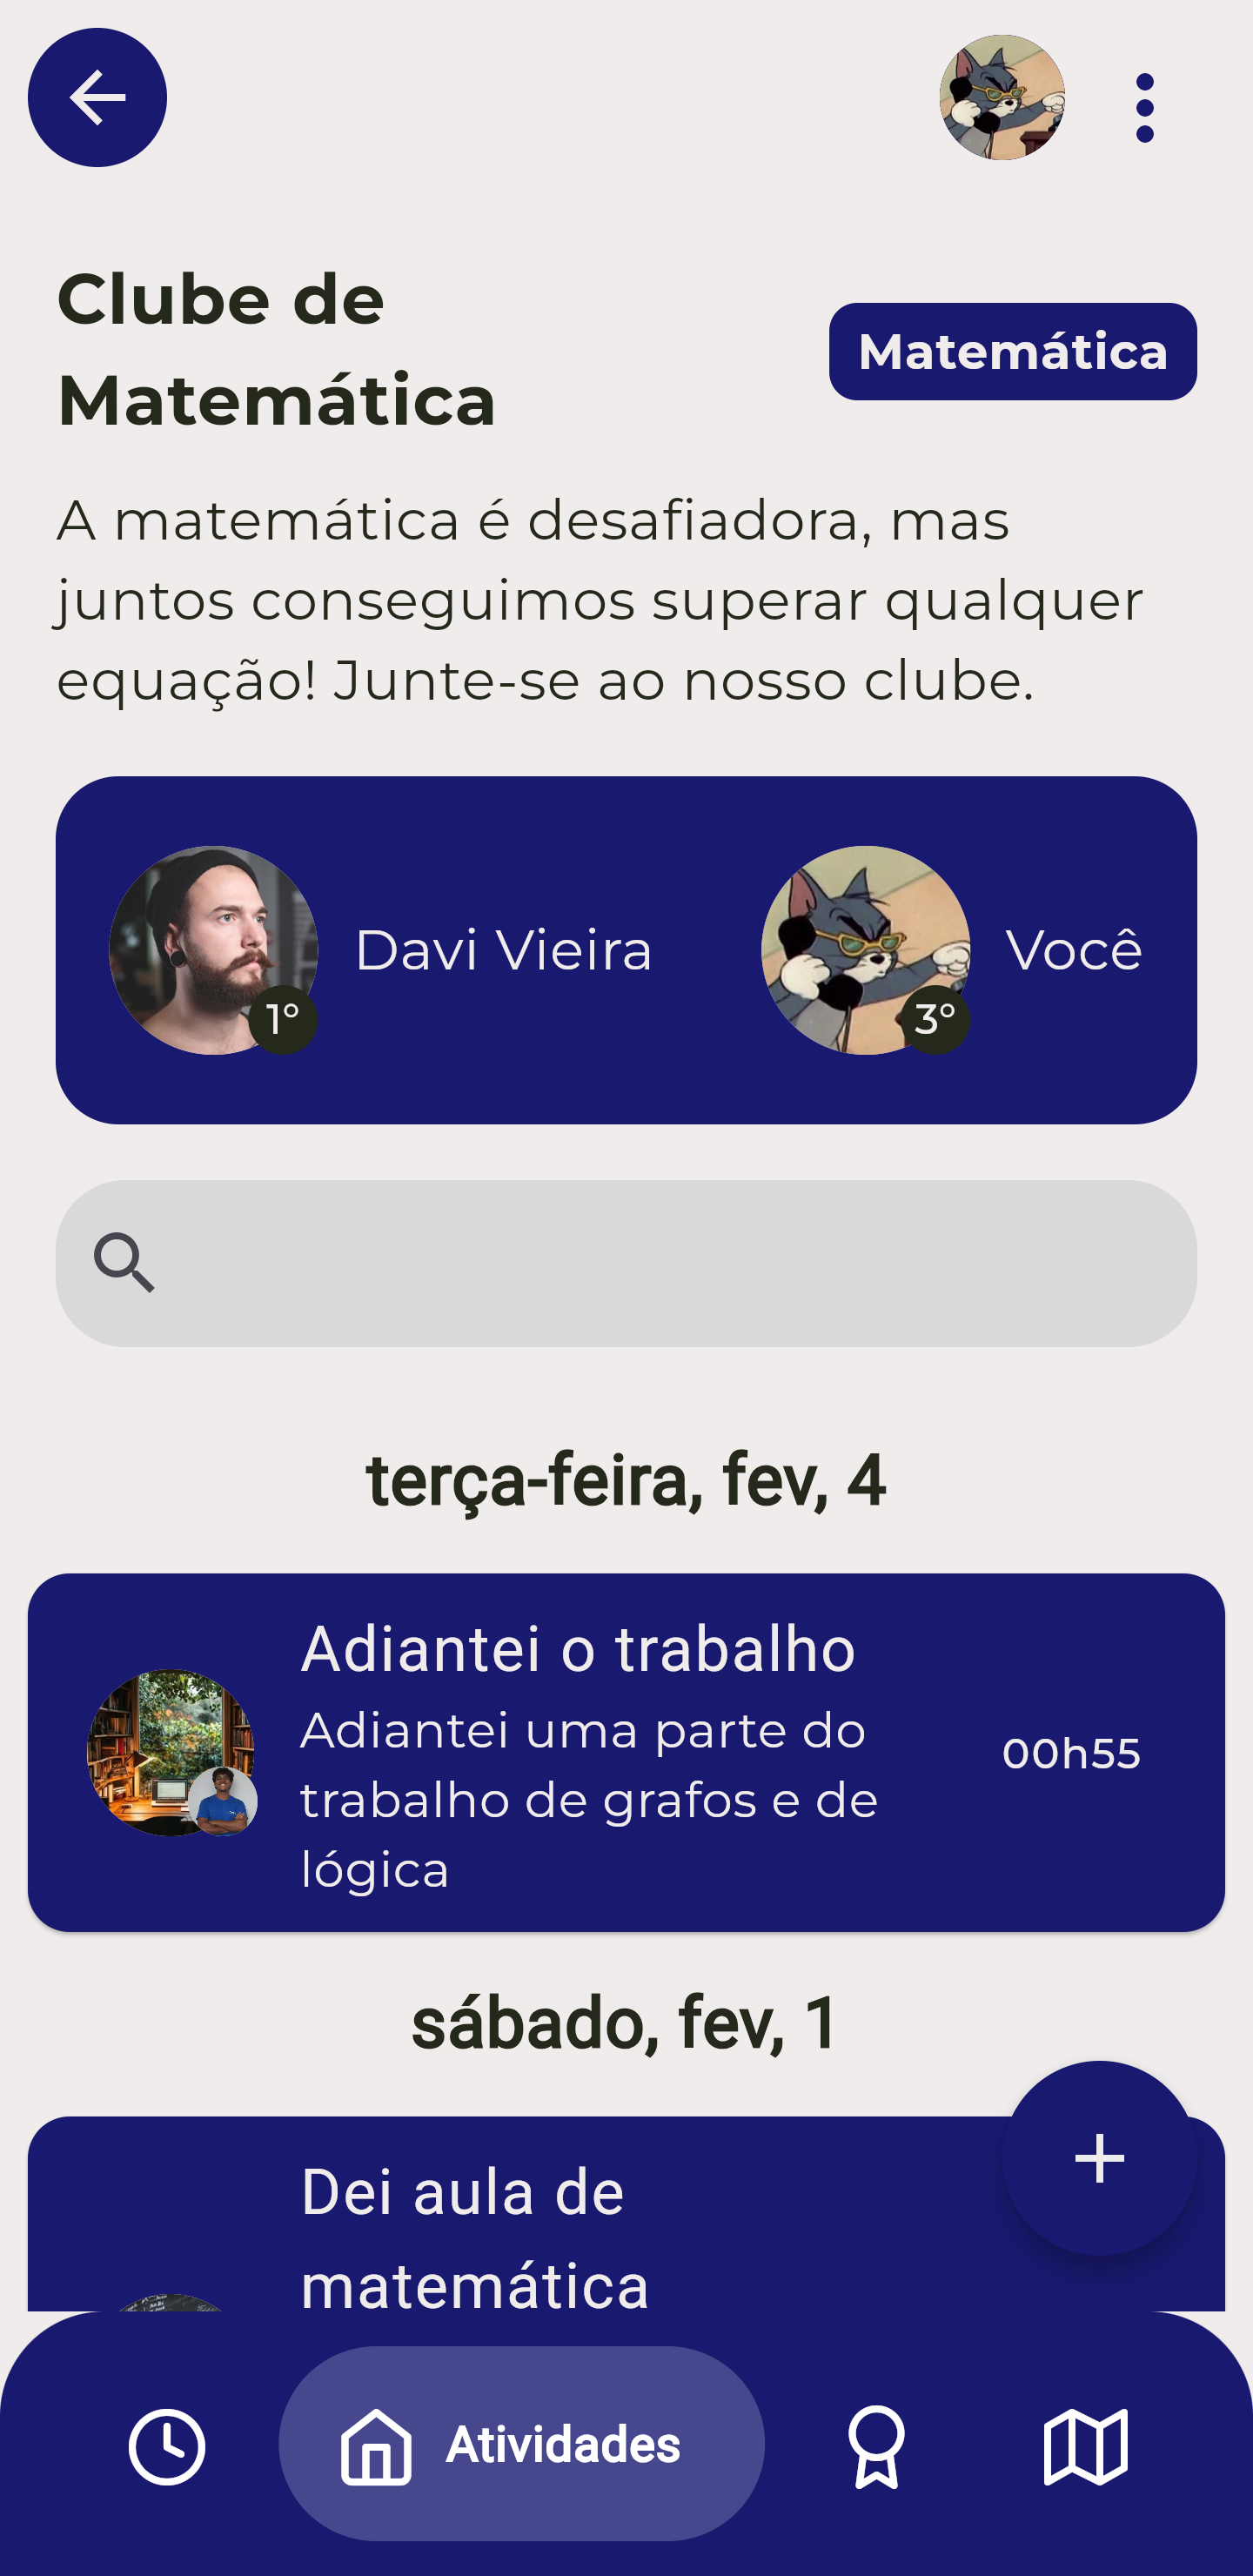 Clube de
Matemática
Matemática
A matemática é desafiadora, mas
juntos conseguimos superar qualquer
equação! Junte-se ao nosso clube.
Davi Vieira
1º
Você
3º
terça-feira, fev, 4
Adiantei o trabalho
Adiantei uma parte do
trabalho de grafos e de
lógica
00h55
sábado, fev, 1
Dei aula de
matemática
Atividades